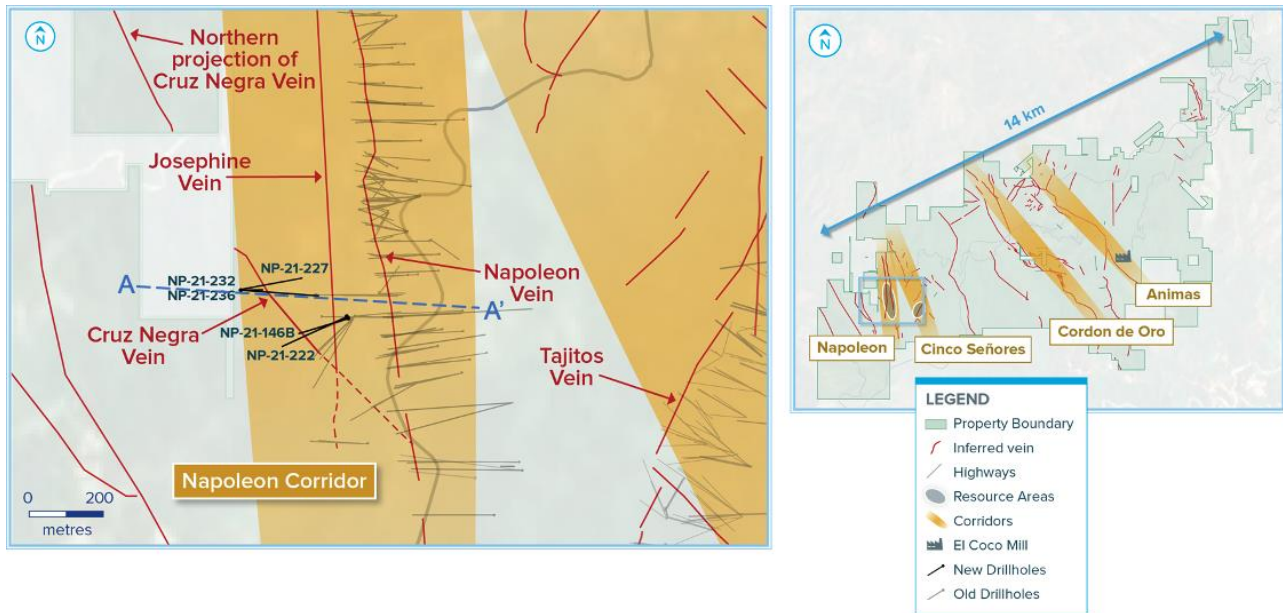 N
Northern
projection of
Cruz Negra Vein
Josephine
Vein
NP-21-227
NP-21-232
NP-21-236
A
A'
Napoleon
Vein
Cruz Negra
Vein
NP-21-146B
NP-21-222
Tajitos
Vein
Napoleon Corridor
0 200
metres
N
14 km
Animas
Cordon de Oro
Napoleon
Cinco Señores
LEGEND
Property Boundary
Inferred vein
Highways
Resource Areas
Corridors
El Coco Mill
New Drillholes
Old Drillholes